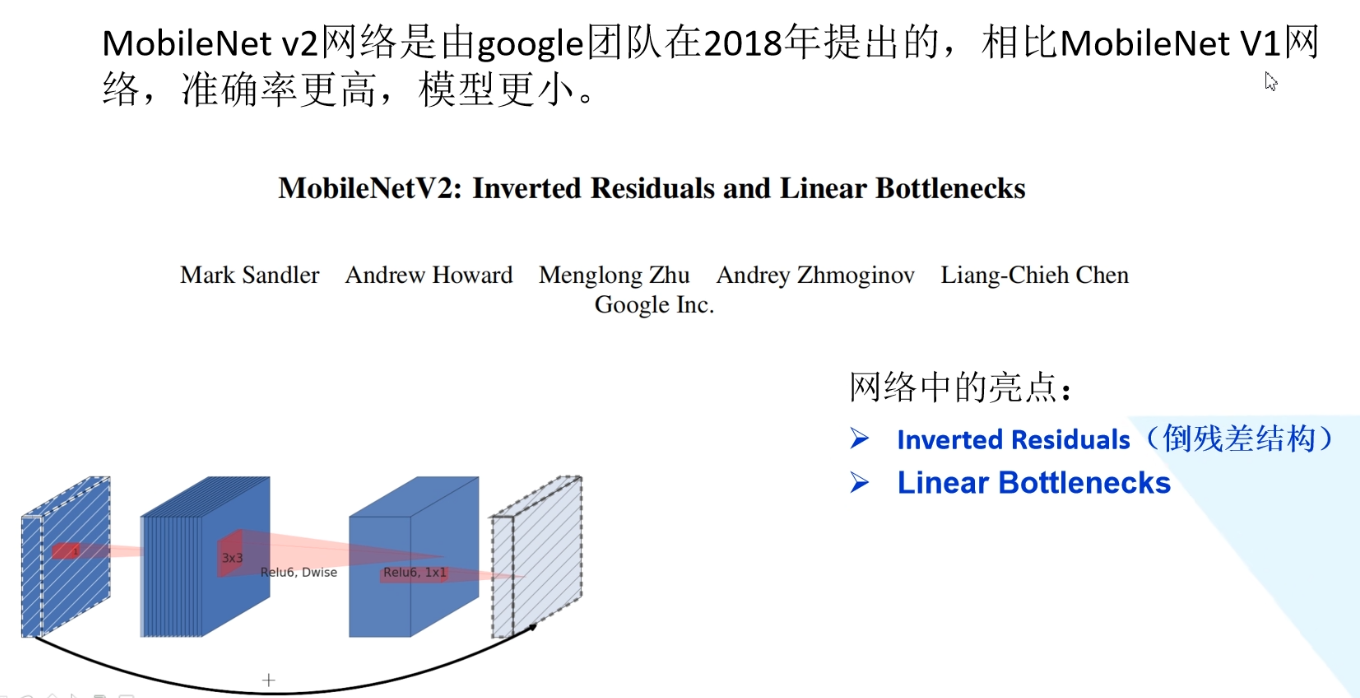 MobileNet v2网络是由google团队在2018年提出的，相比MobileNet V1网
络，准确率更高，模型更小。
MobileNetV2: Inverted Residuals and Linear Bottlenecks
Mark Sandler Andrew Howard Menglong Zhu Andrey Zhmoginov Liang-Chieh Chen
Google Inc.
网络中的亮点：
➢ Inverted Residuals（倒残差结构）
➢ Linear Bottlenecks
3x3
Relu6, Dwise
Relu6, 1x1
+